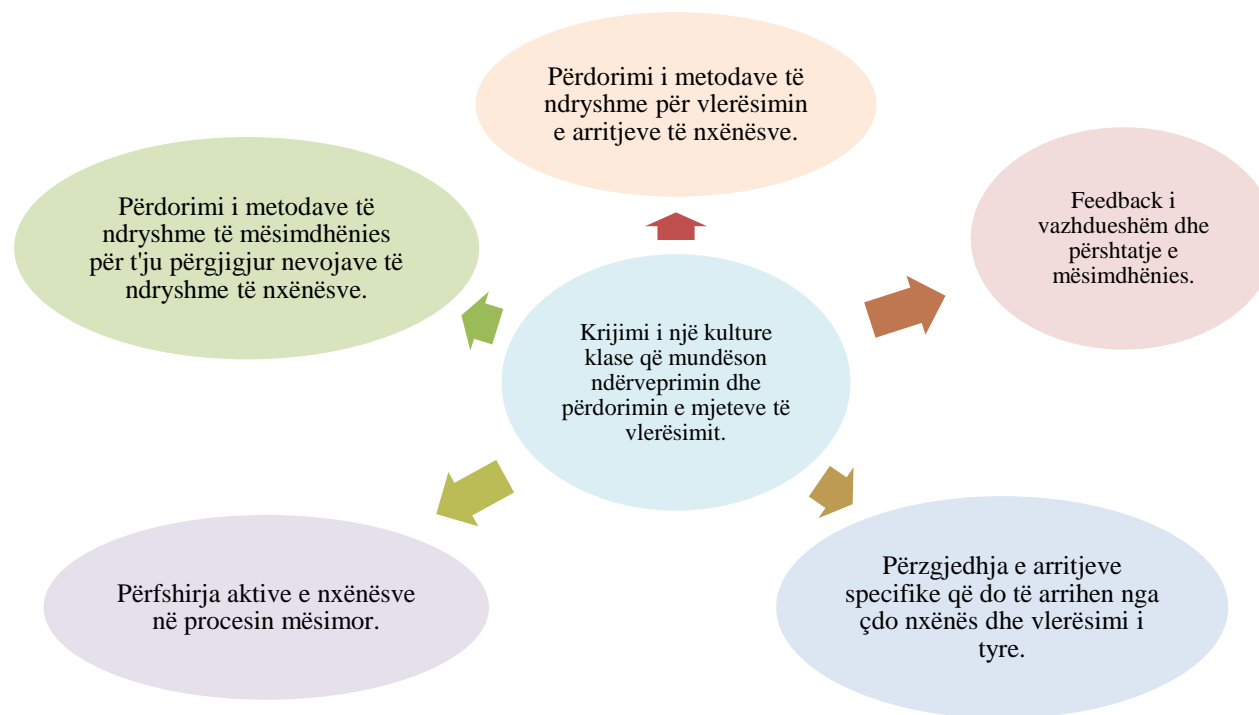 Përdorimi i metodave të
ndryshme për vlerësimin
e arritjeve të nxënësve.
Përdorimi i metodave të
ndryshme të mësimdhënies
për t'ju përgjigjur nevojave të
ndryshme të nxënësve.
Feedback i
vazhdueshëm dhe
përshtatje e
mësimdhënies.
Krijimi i një kulture
klase që mundëson
ndërveprimin dhe
përdorimin e mjeteve të
vlerësimit.
Përfshirja aktive e nxënësve
në procesin mësimor.
Përzgjedhja e arritjeve
specifike që do të arrihen nga
çdo nxënës dhe vlerësimi i
tyre.